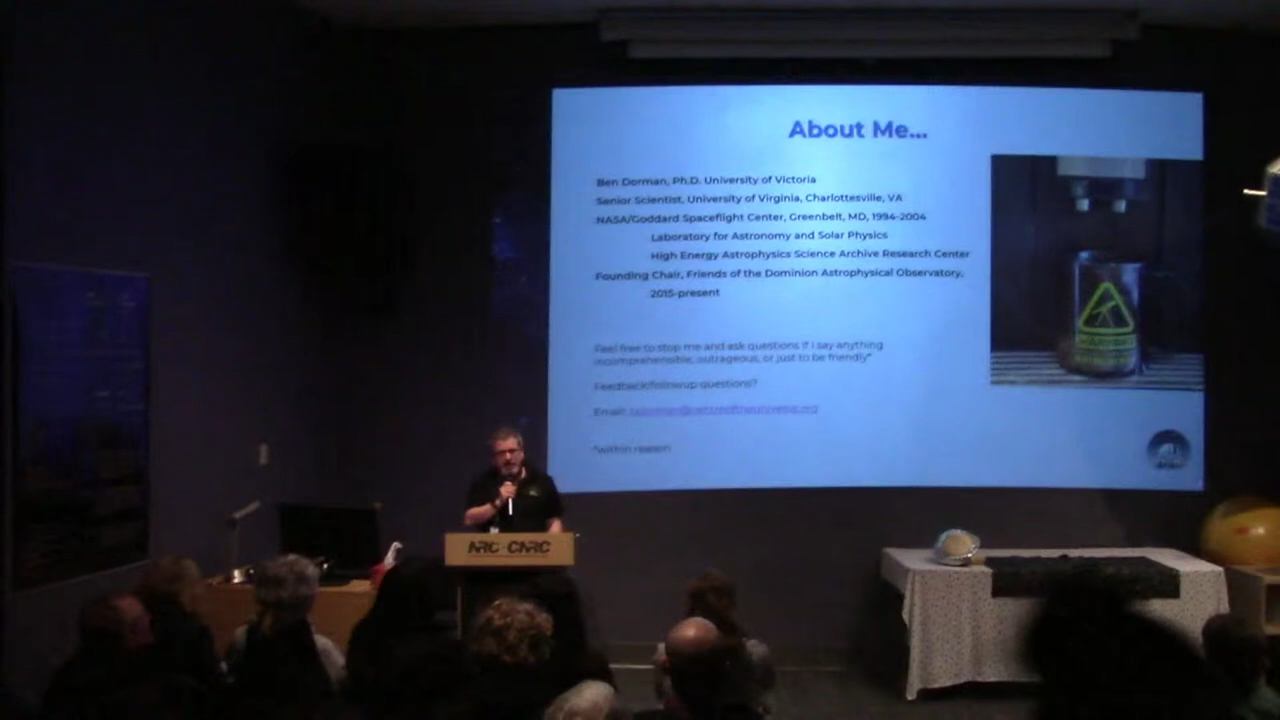 About Me...
Ben Dorman, Ph.D. University of Victoria
Senior Scientist, University of Virginia, Charlottesville, VA
NASA/Goddard Spaceflight Center, Greenbelt, MD, 1994-2004
Laboratory for Astronomy and Solar Physics
High Energy Astrophysics Science Archive Research Center
Founding Chair, Friends of the Dominion Astrophysical Observatory,
2015-present
Feel free to stop me and ask questions if I say anything
incomprehensible, outrageous, or just to be friendly*
Feedback/followup questions?
Email:
*within reason
NRC·CNRC